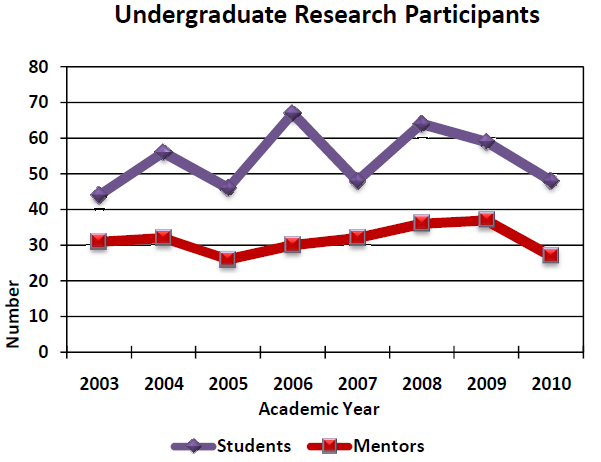 Undergraduate Research Participants
80
70
60
50
40
30
20
10
0
Number
2003 2004 2005 2006 2007 2008 2009 2010
Academic Year
Students Mentors